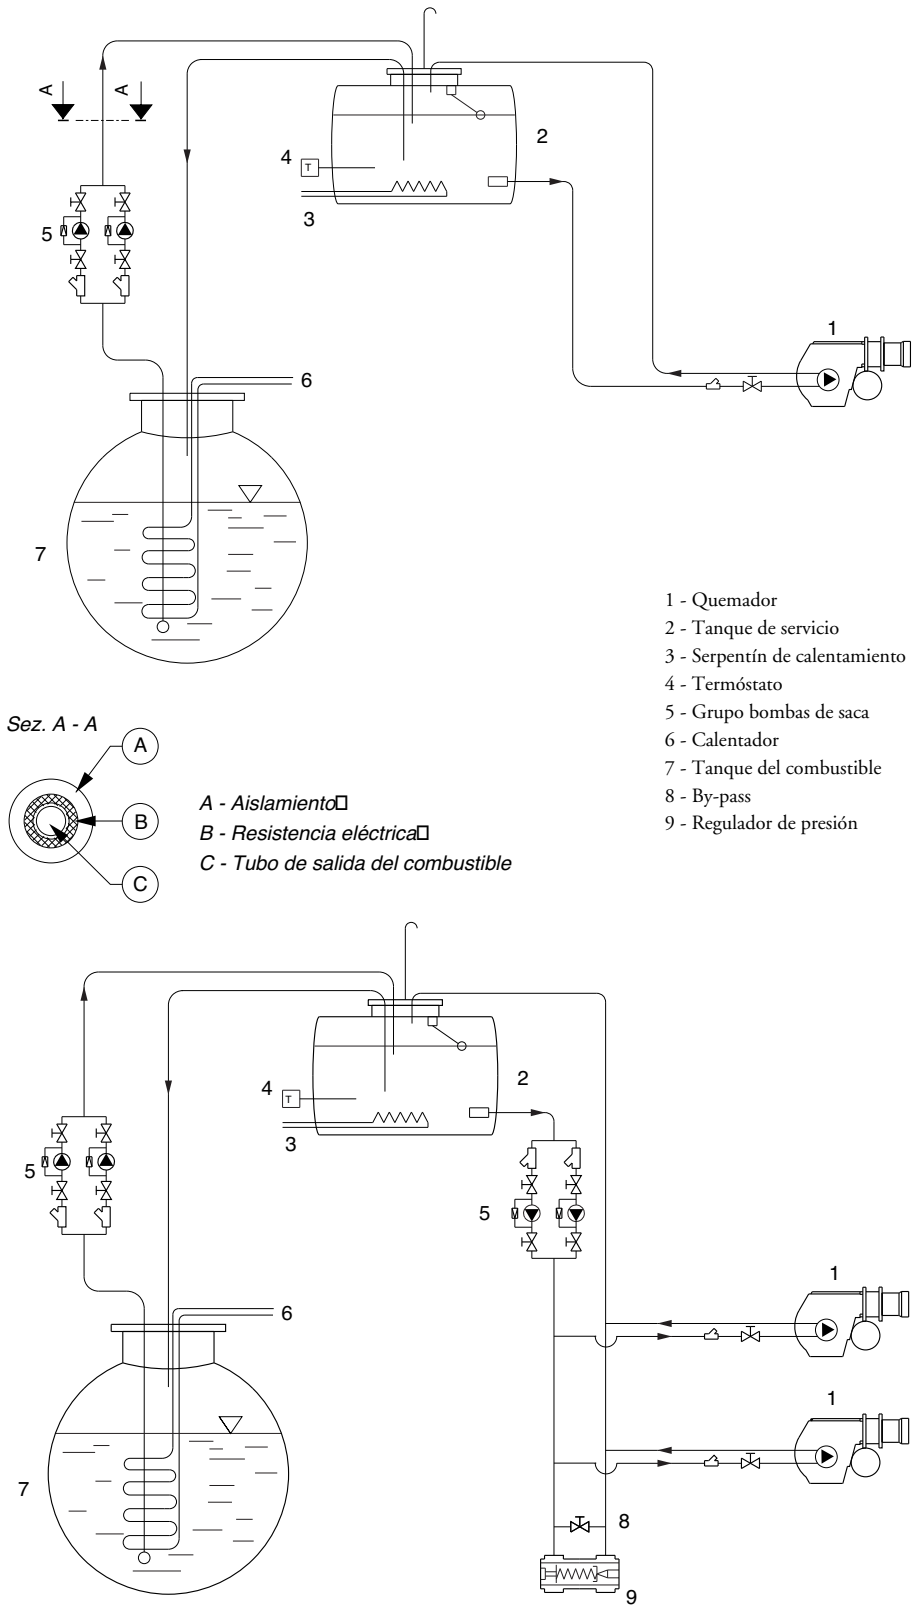 A
A
2
4
T
3
5
1
6
7
1 - Quemador
2 - Tanque de servicio
3 - Serpentín de calentamiento
4 - Termóstato
5 - Grupo bombas de saca
6 - Calentador
7 - Tanque del combustible
8 - By-pass
9 - Regulador de presión
Sez. A - A
A
B
C
A - Aislamiento□
B - Resistencia eléctrica□
C - Tubo de salida del combustible
2
4
T
3
5
5
1
6
1
7
8
9